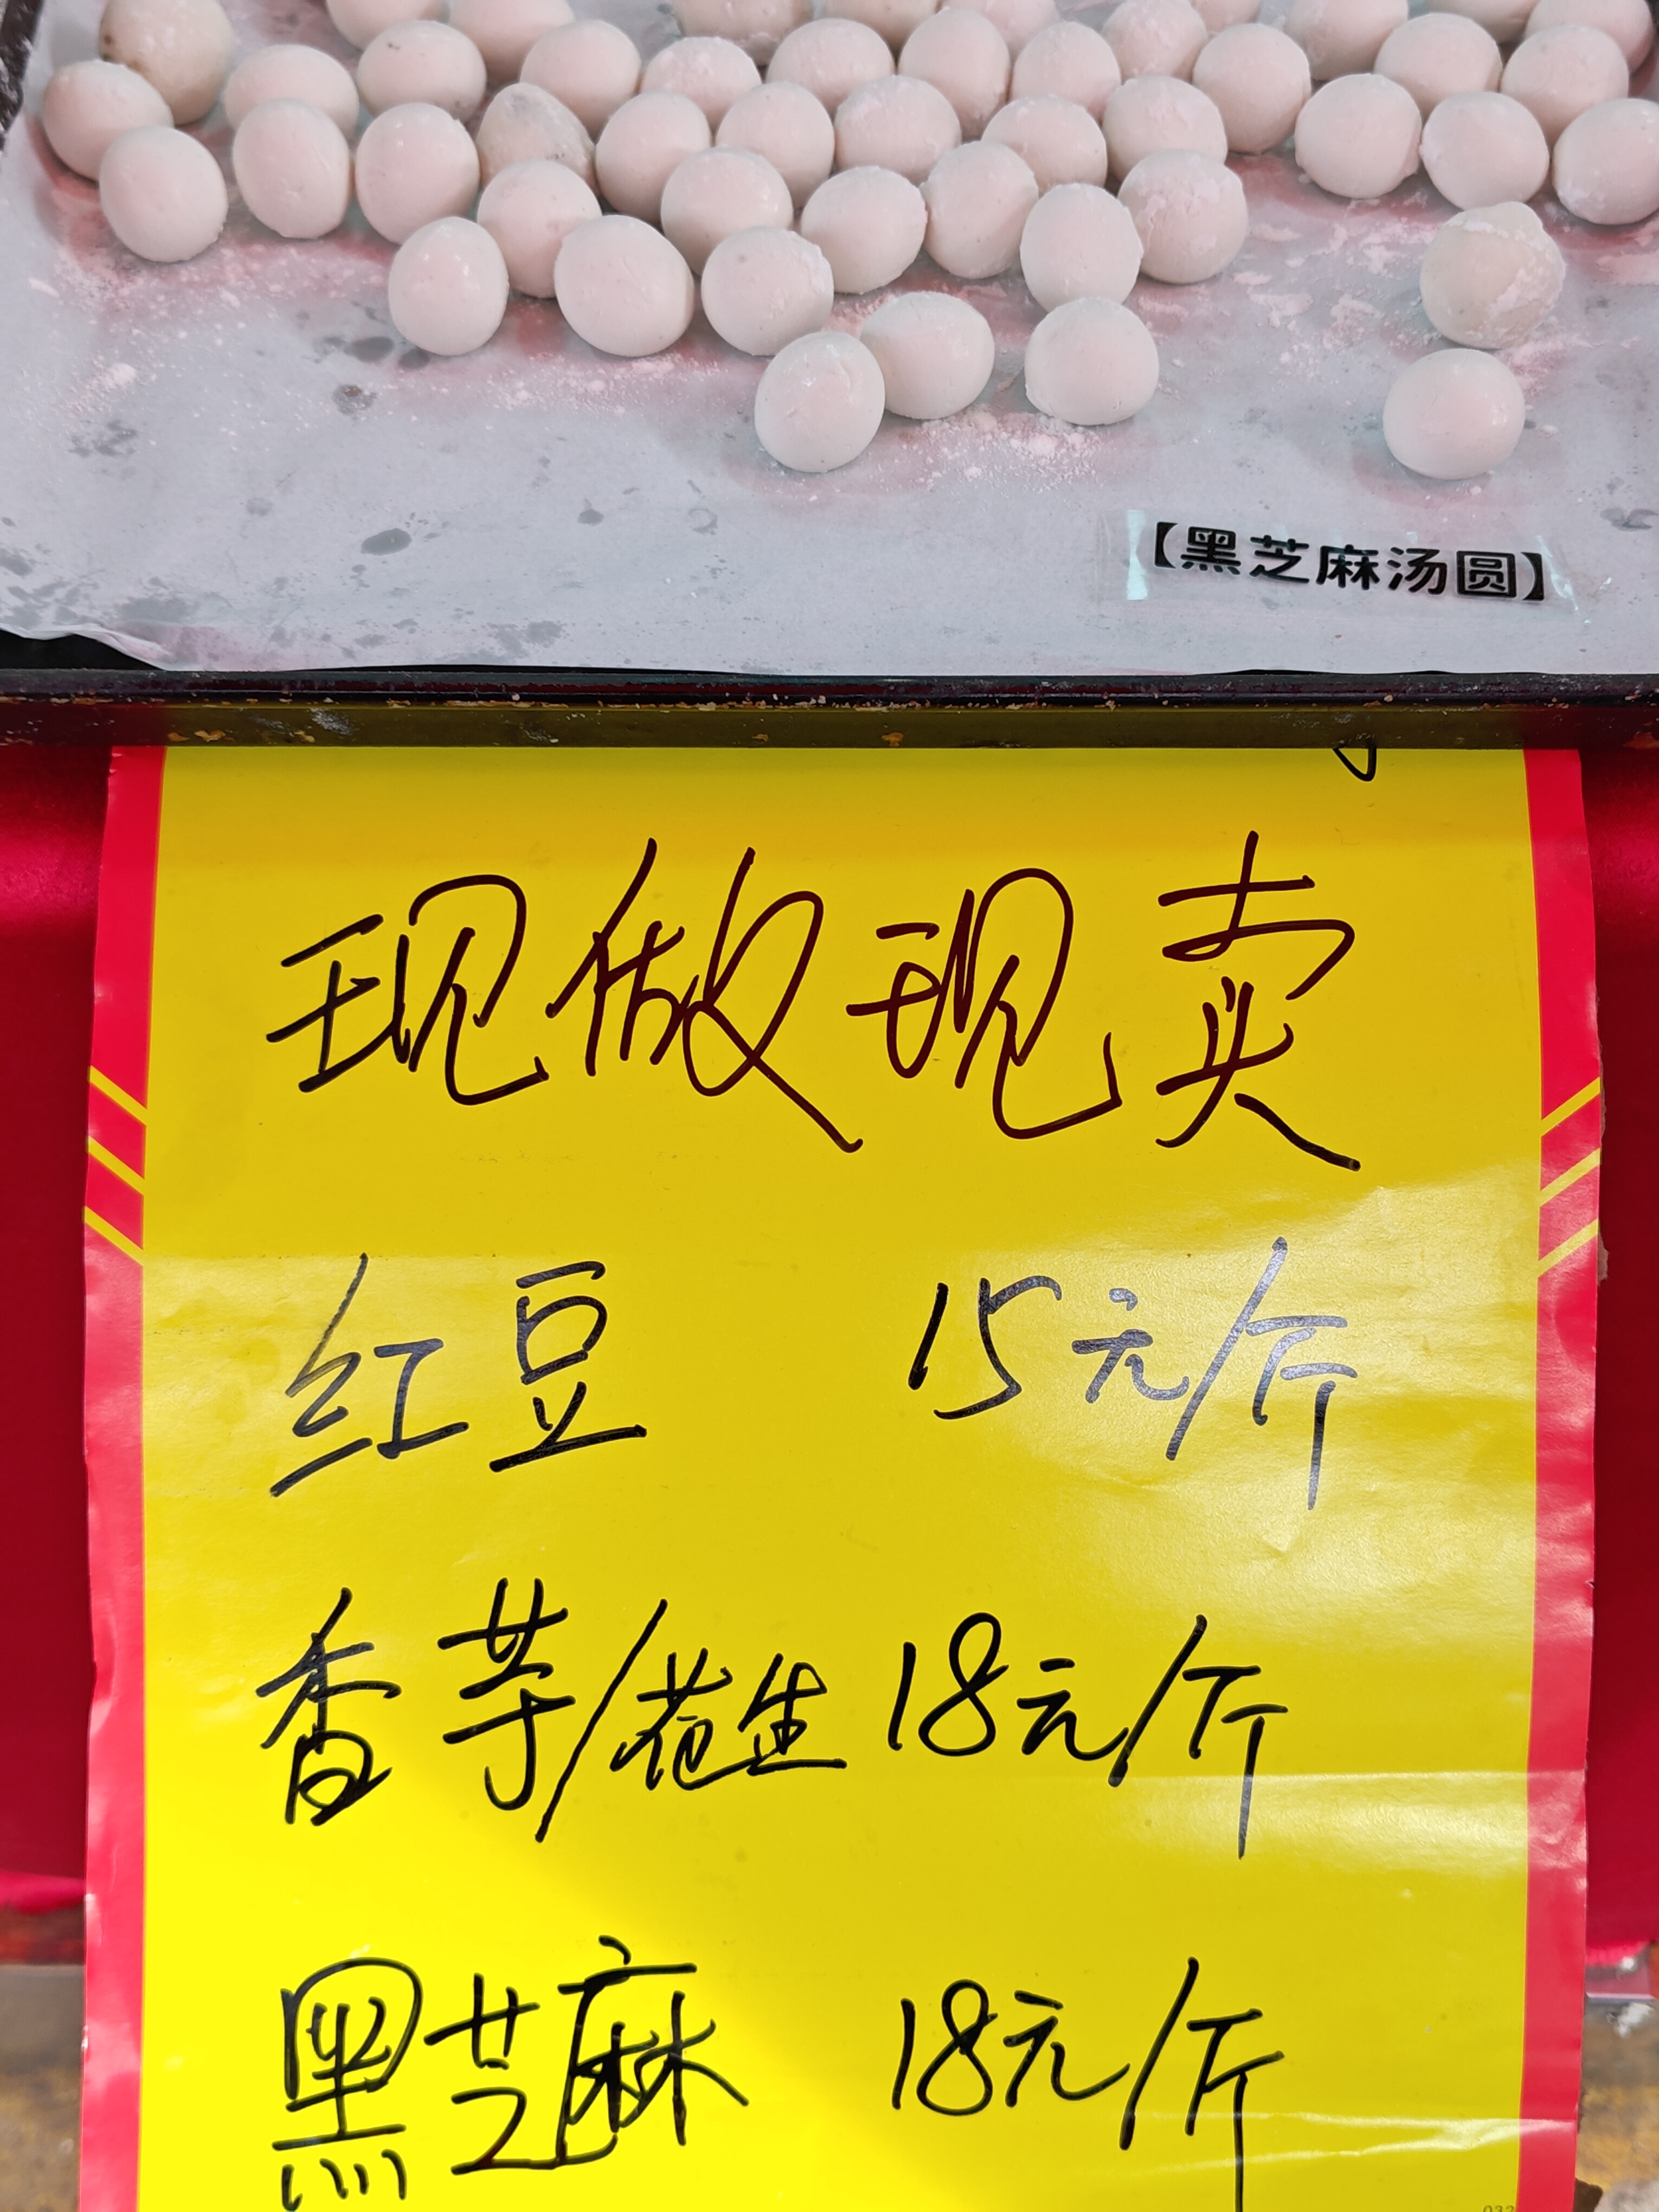 【黑芝麻汤圆】
现做现卖
红豆 15元/斤
香芋/花生 18元/斤
黑芝麻 18元/斤